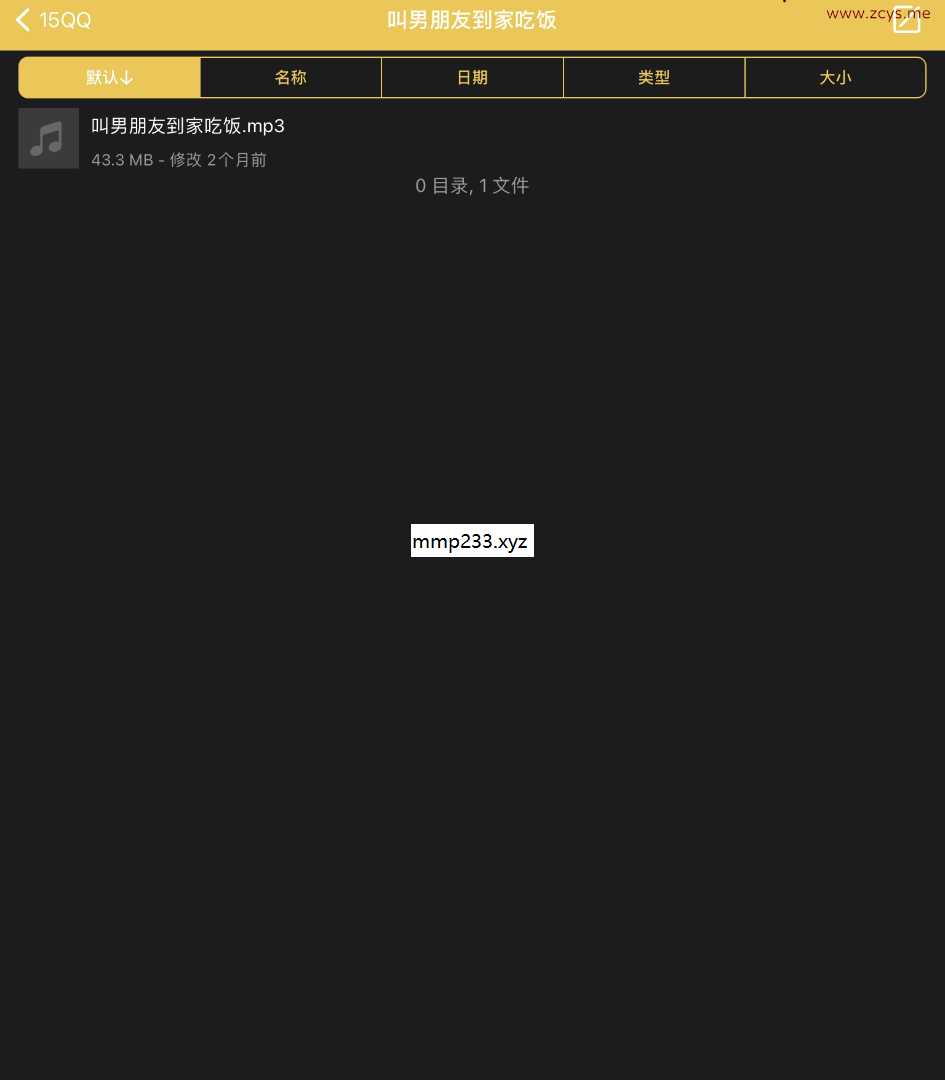 15QQ
叫男朋友到家吃饭
www.zcys.me
默认↓
名称
日期
类型
大小
叫男朋友到家吃饭.mp3
43.3 MB - 修改 2个月前
0 目录, 1 文件
mmp233.xyz